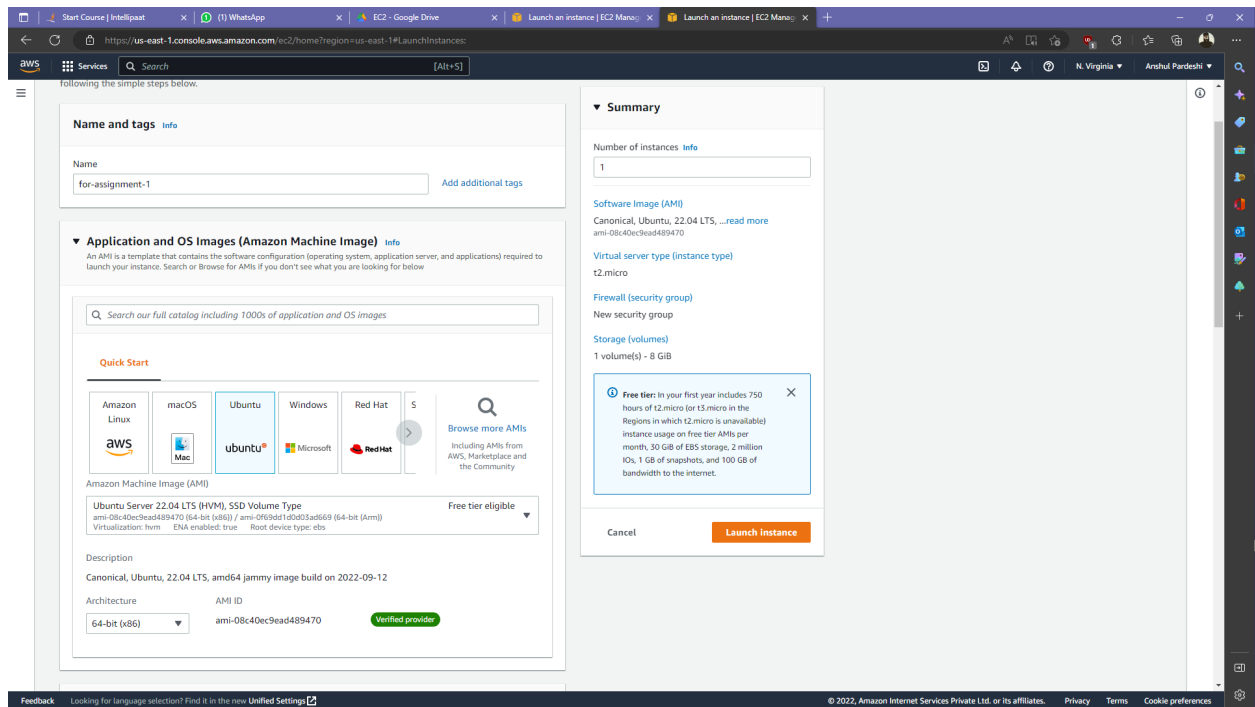 Start Course | Intellipaat
(1) WhatsApp
EC2 - Google Drive
Launch an instance | EC2 Manag
Launch an instance | EC2 Manag
https://us-east-1.console.aws.amazon.com/ec2/home?region=us-east-1#LaunchInstances:
aws
Services
Search
[Alt+S]
N. Virginia
Anshul Pardeshi
following the simple steps below.
Name and tags Info
Name
for-assignment-1
Add additional tags
Application and OS Images (Amazon Machine Image) Info
An AMI is a template that contains the software configuration (operating system, application server, and applications) required to
launch your instance. Search or Browse for AMIs if you don't see what you are looking for below
Search our full catalog including 1000s of application and OS images
Quick Start
Amazon
Linux
aws
macOS
Mac
Ubuntu
ubuntu
Windows
Microsoft
Red Hat
Red Hat
S
Browse more AMIs
Including AMIs from
AWS, Marketplace and
the Community
Amazon Machine Image (AMI)
Ubuntu Server 22.04 LTS (HVM), SSD Volume Type
Free tier eligible
ami-08c40ec9ead489470 (64-bit (x86)) / ami-0f69dd1d0d03ad669 (64-bit (Arm))
Virtualization: hvm ENA enabled: true Root device type: ebs
Description
Canonical, Ubuntu, 22.04 LTS, amd64 jammy image build on 2022-09-12
Architecture
AMI ID
64-bit (x86)
ami-08c40ec9ead489470
Verified provider
Summary
Number of instances Info
1
Software Image (AMI)
Canonical, Ubuntu, 22.04 LTS, ...read more
ami-08c40ec9ead489470
Virtual server type (instance type)
t2.micro
Firewall (security group)
New security group
Storage (volumes)
1 volume(s) - 8 GiB
Free tier: In your first year includes 750
hours of t2.micro (or t3.micro in the
Regions in which t2.micro is unavailable)
instance usage on free tier AMIs per
month, 30 GiB of EBS storage, 2 million
IOs, 1 GB of snapshots, and 100 GB of
bandwidth to the internet.
Cancel
Launch instance
Feedback
Looking for language selection? Find it in the new Unified Settings
© 2022, Amazon Internet Services Private Ltd. or its affiliates.
Privacy
Terms
Cookie preferences